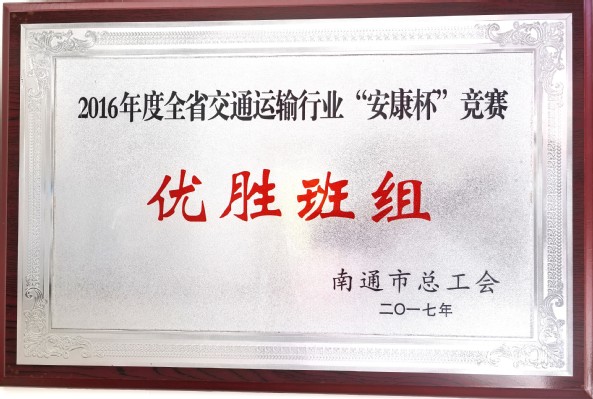 2016年度全省交通运输行业“安康杯”竞赛
优胜班组
南通市总工会
二〇一七年